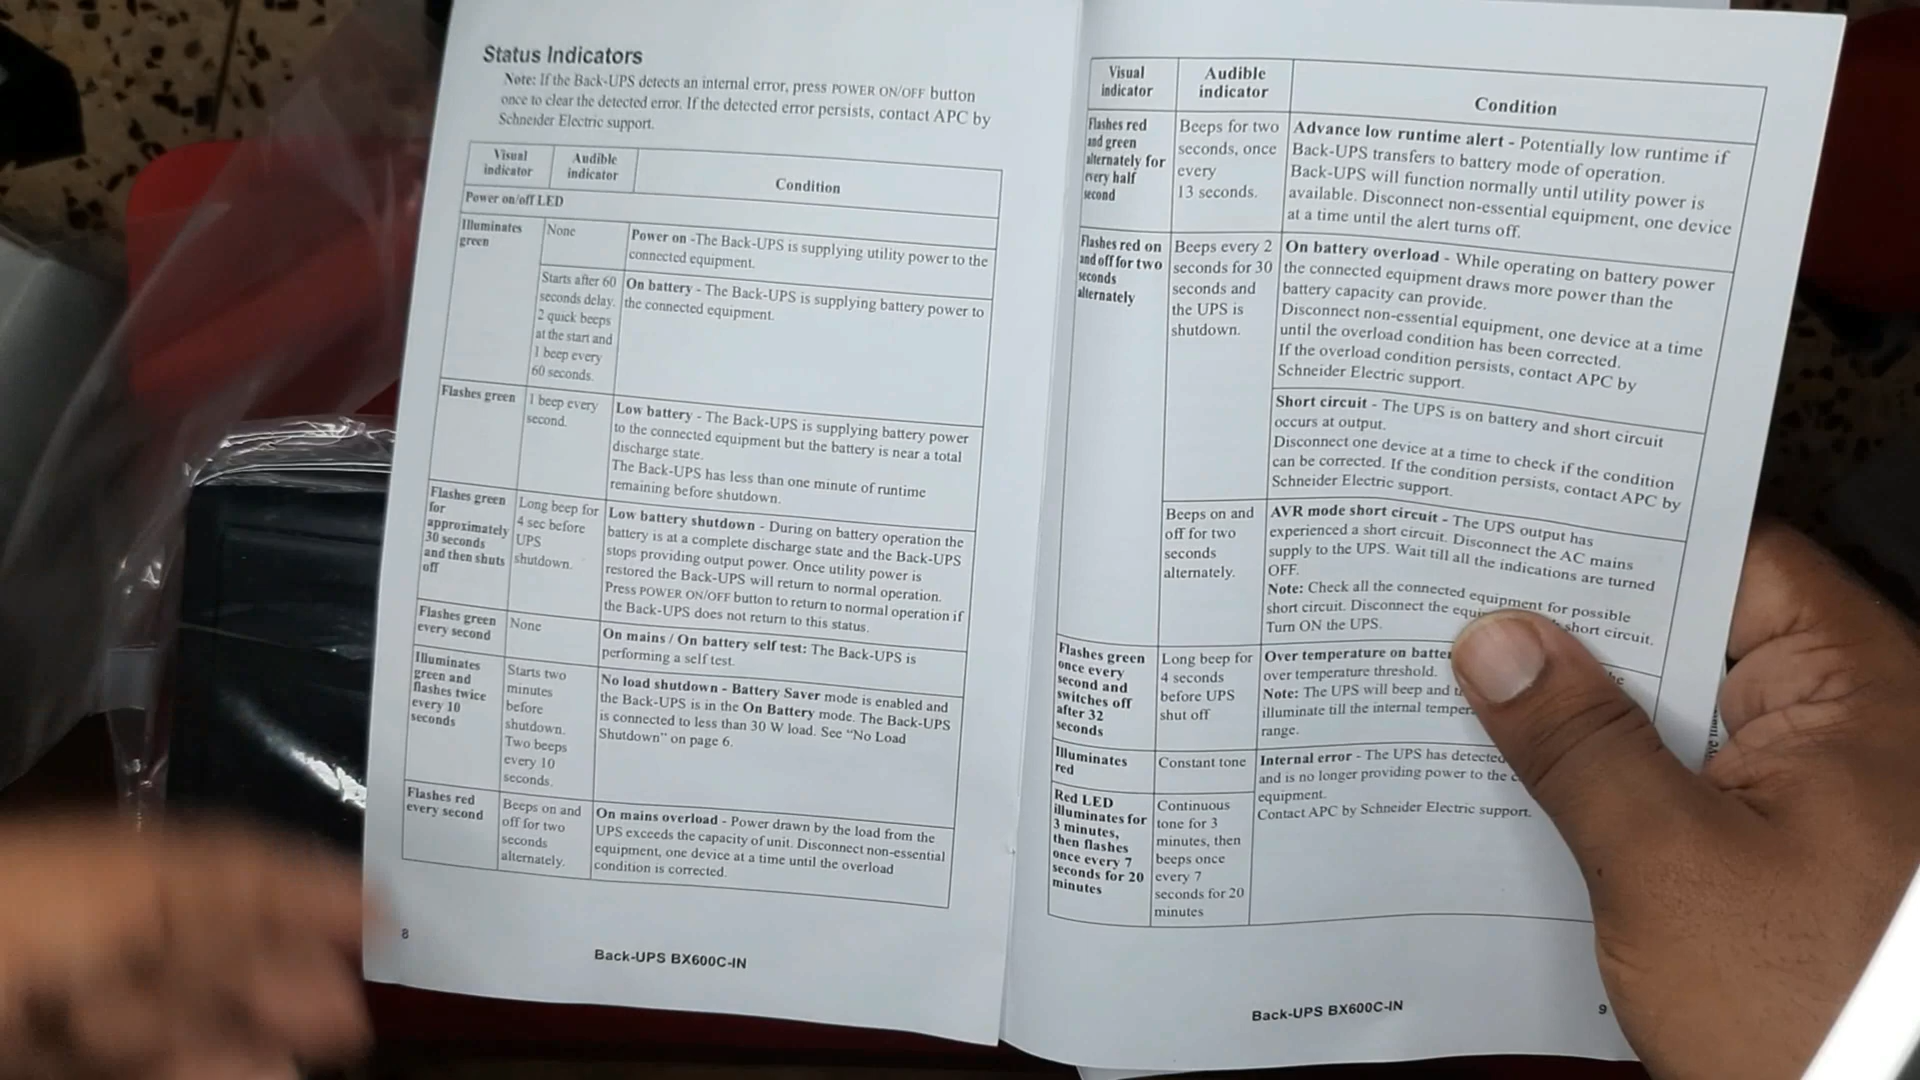 Status Indicators
Note: If the Back-UPS detects an internal error, press POWER ON/OFF button
once to clear the detected error. If the detected error persists, contact APC by
Schneider Electric support.
Visual
indicator
Audible
indicator
Condition
Power on/off LED
Illuminates
green
None
Power on -The Back-UPS is supplying utility power to the
connected equipment.
Starts after 60
seconds delay.
2 quick beeps
at the start and
1 beep every
60 seconds.
On battery - The Back-UPS is supplying battery power to
the connected equipment.
Flashes green
1 beep every
second.
Low battery - The Back-UPS is supplying battery power
to the connected equipment but the battery is near a total
discharge state.
The Back-UPS has less than one minute of runtime
remaining before shutdown.
Flashes green
for
approximately
30 seconds
and then shuts
off
Long beep for
4 sec before
UPS
shutdown.
Low battery shutdown - During on battery operation the
battery is at a complete discharge state and the Back-UPS
stops providing output power. Once utility power is
restored the Back-UPS will return to normal operation.
Press POWER ON/OFF button to return to normal operation if
the Back-UPS does not return to this status.
Flashes green
every second
None
On mains / On battery self test: The Back-UPS is
performing a self test.
Illuminates
green and
flashes twice
every 10
seconds
Starts two
minutes
before
shutdown.
Two beeps
every 10
seconds.
No load shutdown - Battery Saver mode is enabled and
the Back-UPS is in the On Battery mode. The Back-UPS
is connected to less than 30 W load. See “No Load
Shutdown” on page 6.
Flashes red
every second
Beeps on and
off for two
seconds
alternately.
On mains overload - Power drawn by the load from the
UPS exceeds the capacity of unit. Disconnect non-essential
equipment, one device at a time until the overload
condition is corrected.
8
Back-UPS BX600C-IN
Visual
indicator
Audible
indicator
Condition
Flashes red
and green
alternately for
every half
second
Beeps for two
seconds, once
every
13 seconds.
Advance low runtime alert - Potentially low runtime if
Back-UPS transfers to battery mode of operation.
Back-UPS will function normally until utility power is
available. Disconnect non-essential equipment, one device
at a time until the alert turns off.
Flashes red on
and off for two
seconds
alternately
Beeps every 2
seconds for 30
seconds and
the UPS is
shutdown.
On battery overload - While operating on battery power
the connected equipment draws more power than the
battery capacity can provide.
Disconnect non-essential equipment, one device at a time
until the overload condition has been corrected.
If the overload condition persists, contact APC by
Schneider Electric support.
Short circuit - The UPS is on battery and short circuit
occurs at output.
Disconnect one device at a time to check if the condition
can be corrected. If the condition persists, contact APC by
Schneider Electric support.
Beeps on and
off for two
seconds
alternately.
AVR mode short circuit - The UPS output has
experienced a short circuit. Disconnect the AC mains
supply to the UPS. Wait till all the indications are turned
OFF.
Note: Check all the connected equipment for possible
short circuit. Disconnect the short circuit.
Turn ON the UPS.
Flashes green
once every
second and
switches off
after 32
seconds
Long beep for
4 seconds
before UPS
shut off
Over temperature on
over temperature threshold.
Note: The UPS will beep and
illuminate till the internal
range.
Illuminates
red
Constant tone
Internal error - The UPS has detected
and is no longer providing power to the
equipment.
Contact APC by Schneider Electric support.
Red LED
illuminates for
3 minutes,
then flashes
once every 7
seconds for 20
minutes
Continuous
tone for 3
minutes, then
beeps once
every 7
seconds for 20
minutes
Back-UPS BX600C-IN
9